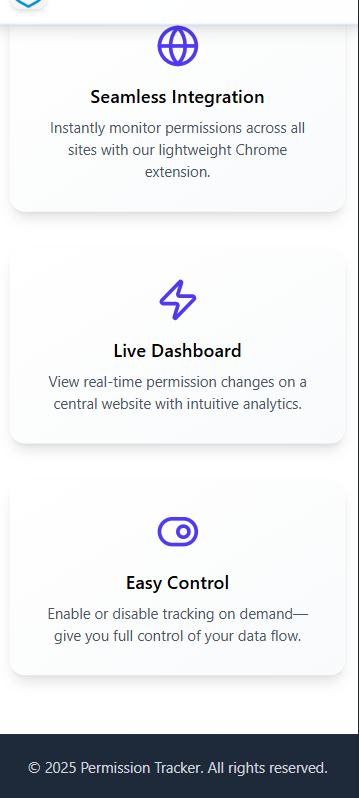 Seamless Integration
Instantly monitor permissions across all
sites with our lightweight Chrome
extension.
Live Dashboard
View real-time permission changes on a
central website with intuitive analytics.
Easy Control
Enable or disable tracking on demand—
give you full control of your data flow.
© 2025 Permission Tracker. All rights reserved.